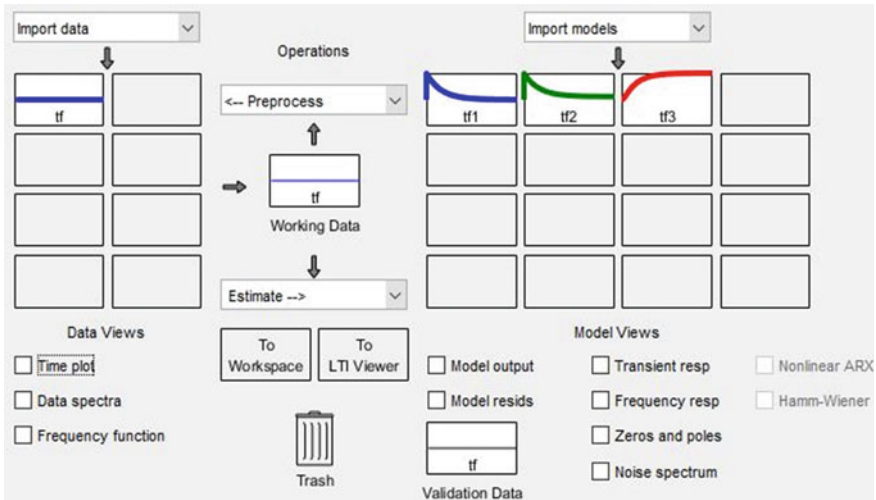 Import data
Import models
Operations
<-- Preprocess
tf
tf1
tf2
tf3
tf
Working Data
Estimate -->
Data Views
Model Views
To
Workspace
To
LTI Viewer
Time plot
Model output
Transient resp
Nonlinear ARX
Data spectra
Model resids
Frequency resp
Hamm-Wiener
Frequency function
Zeros and poles
tf
Noise spectrum
Trash
Validation Data